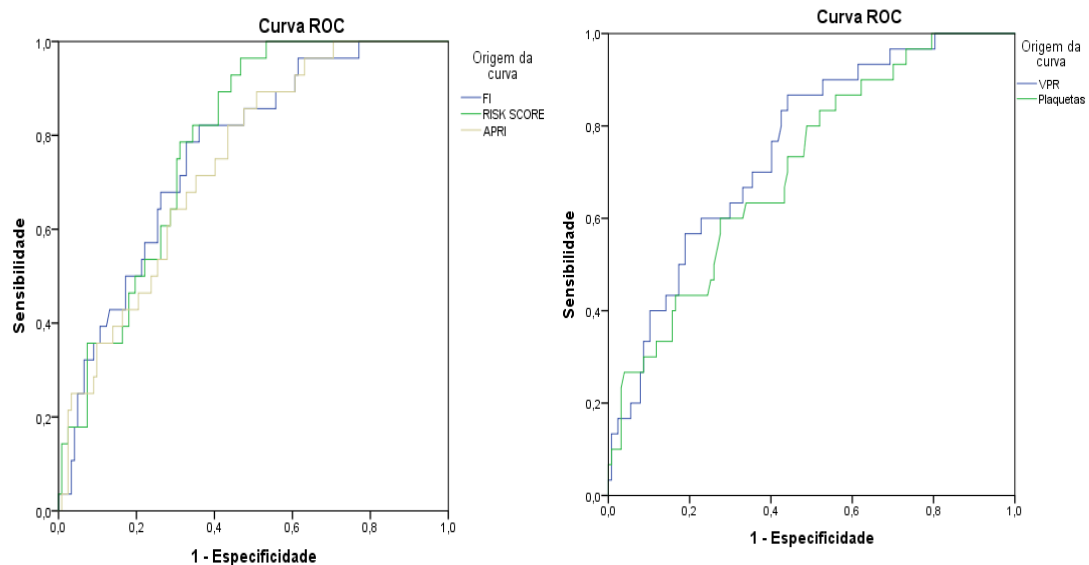 Curva ROC
Sensibilidade
1,0
0,8
0,6
0,4
0,2
0,0
0,0
0,2
0,4
0,6
0,8
1,0
1 - Especificidade
Origem da
curva
FI
RISK SCORE
APRI
Curva ROC
Sensibilidade
1,0
0,8
0,6
0,4
0,2
0,0
0,0
0,2
0,4
0,6
0,8
1,0
1 - Especificidade
Origem da
curva
VPR
Plaquetas